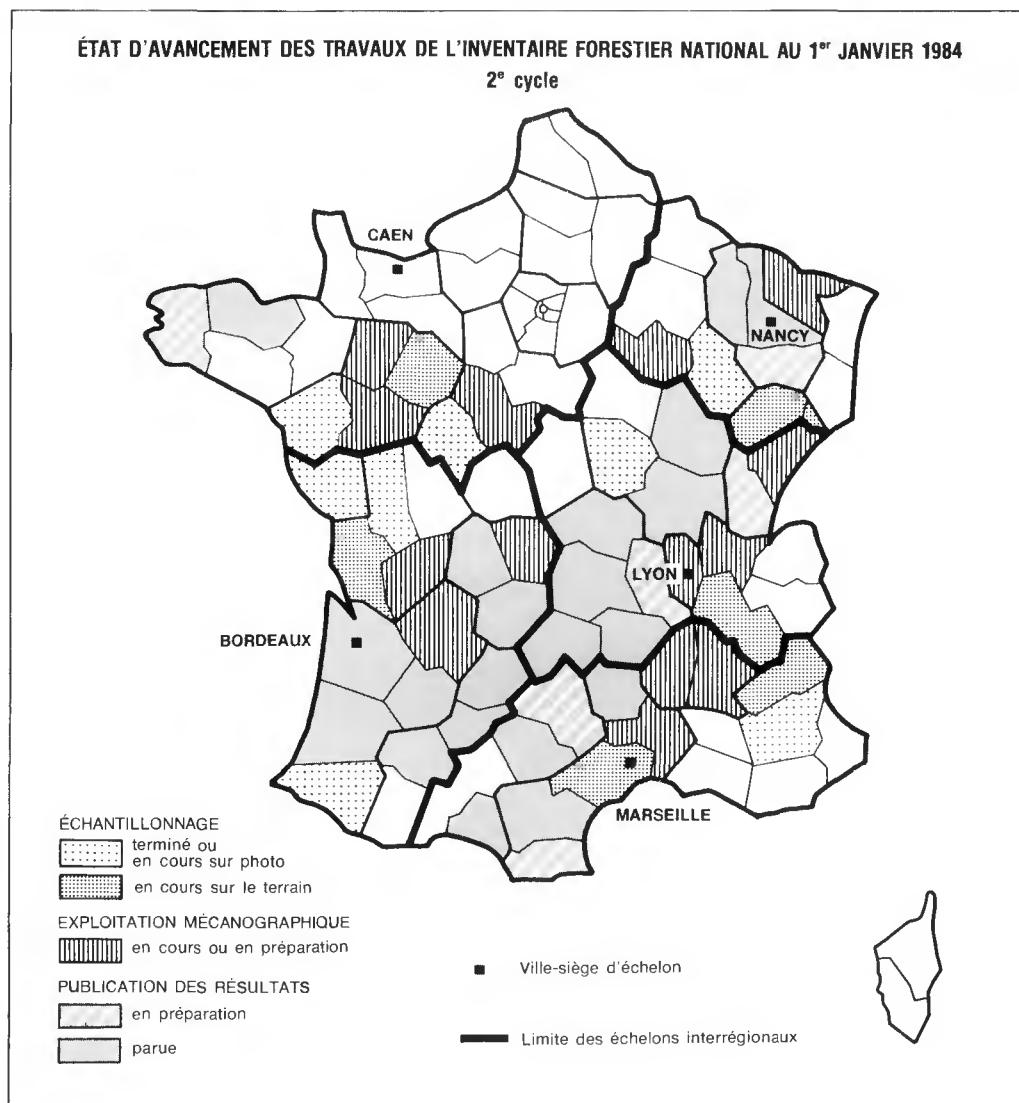 ÉTAT D'AVANCEMENT DES TRAVAUX DE L'INVENTAIRE FORESTIER NATIONAL AU 1er JANVIER 1984
2e cycle
CAEN
NANCY
LYON
BORDEAUX
MARSEILLE
ÉCHANTILLONNAGE
terminé ou
en cours sur photo
en cours sur le terrain
EXPLOITATION MÉCANOGRAPHIQUE
en cours ou en préparation
PUBLICATION DES RÉSULTATS
en préparation
parue
Ville-siège d'échelon
Limite des échelons interrégionaux